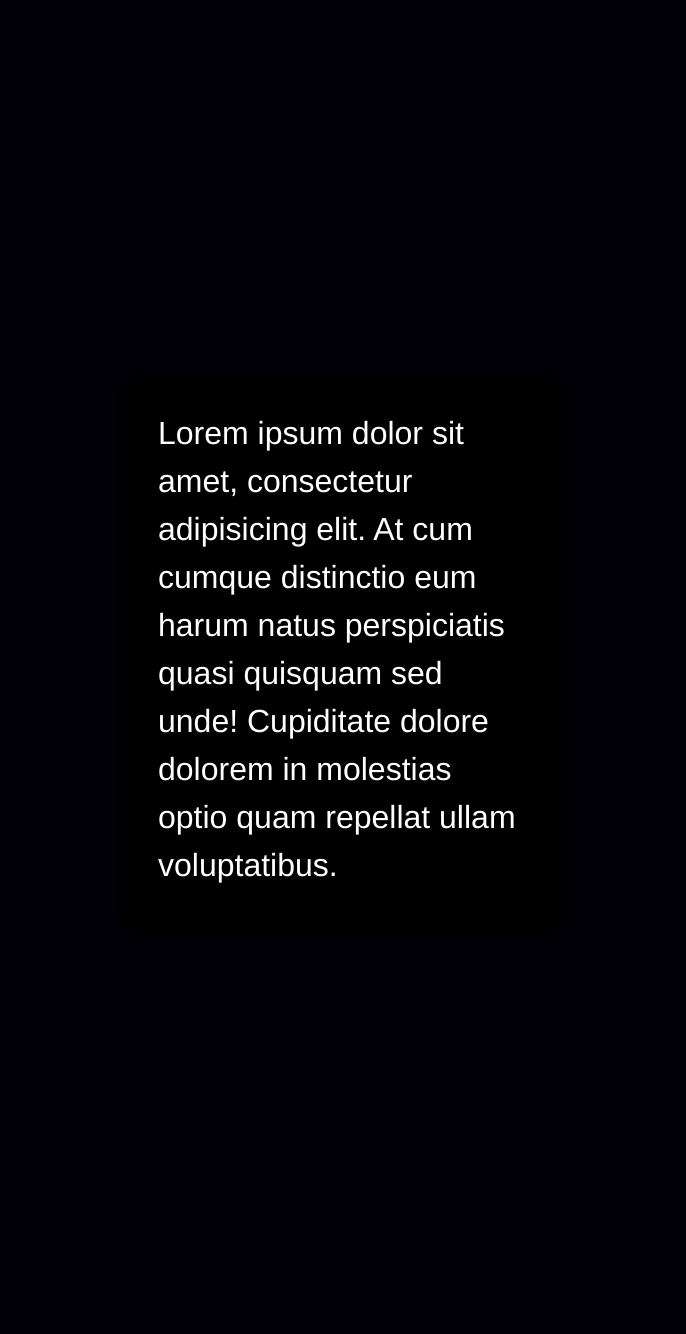 Lorem ipsum dolor sit
amet, consectetur
adipisicing elit. At cum
cumque distinctio eum
harum natus perspiciatis
quasi quisquam sed
unde! Cupiditate dolore
dolorem in molestias
optio quam repellat ullam
voluptatibus.